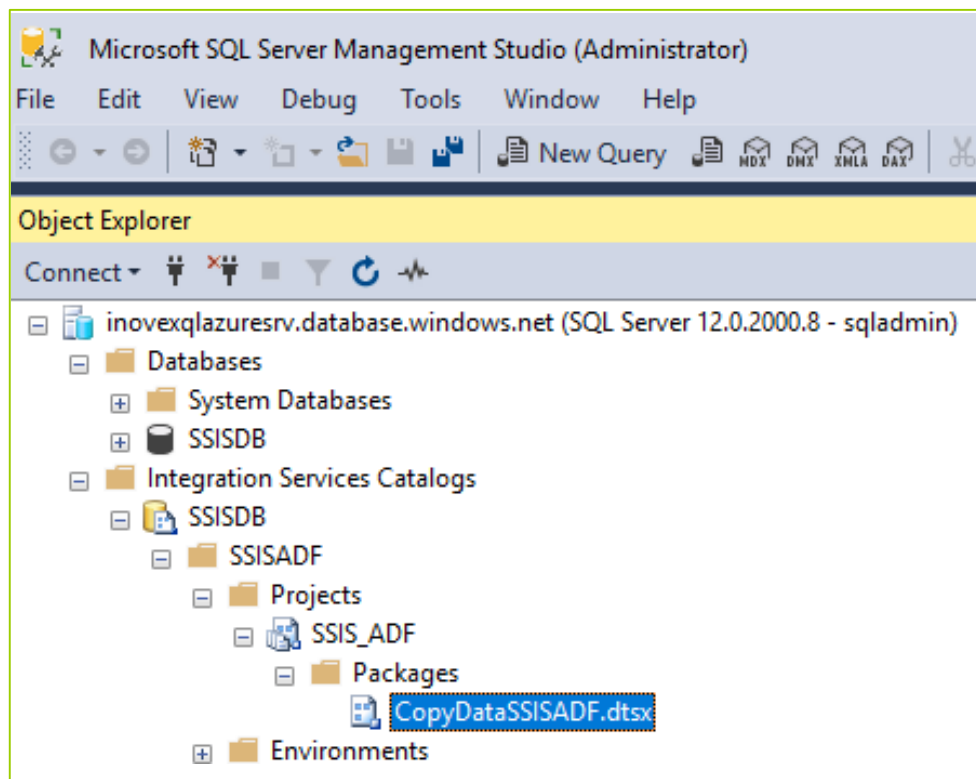 Microsoft SQL Server Management Studio (Administrator)
File Edit View Debug Tools Window Help
New Query MDX DMX XMLA DAX
Object Explorer
Connect
inovexqlazuresrv.database.windows.net (SQL Server 12.0.2000.8 - sqladmin)
Databases
System Databases
SSISDB
Integration Services Catalogs
SSISDB
SSISADF
Projects
SSIS_ADF
Packages
CopyDataSSISADF.dtsx
Environments